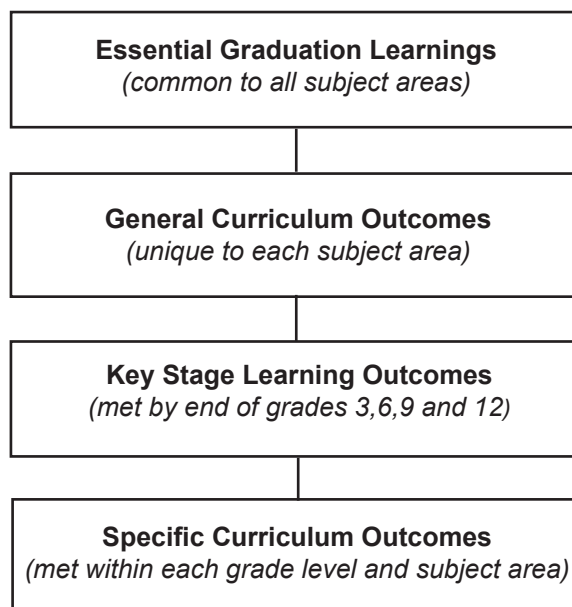 Essential Graduation Learnings
(common to all subject areas)
General Curriculum Outcomes
(unique to each subject area)
Key Stage Learning Outcomes
(met by end of grades 3,6,9 and 12)
Specific Curriculum Outcomes
(met within each grade level and subject area)